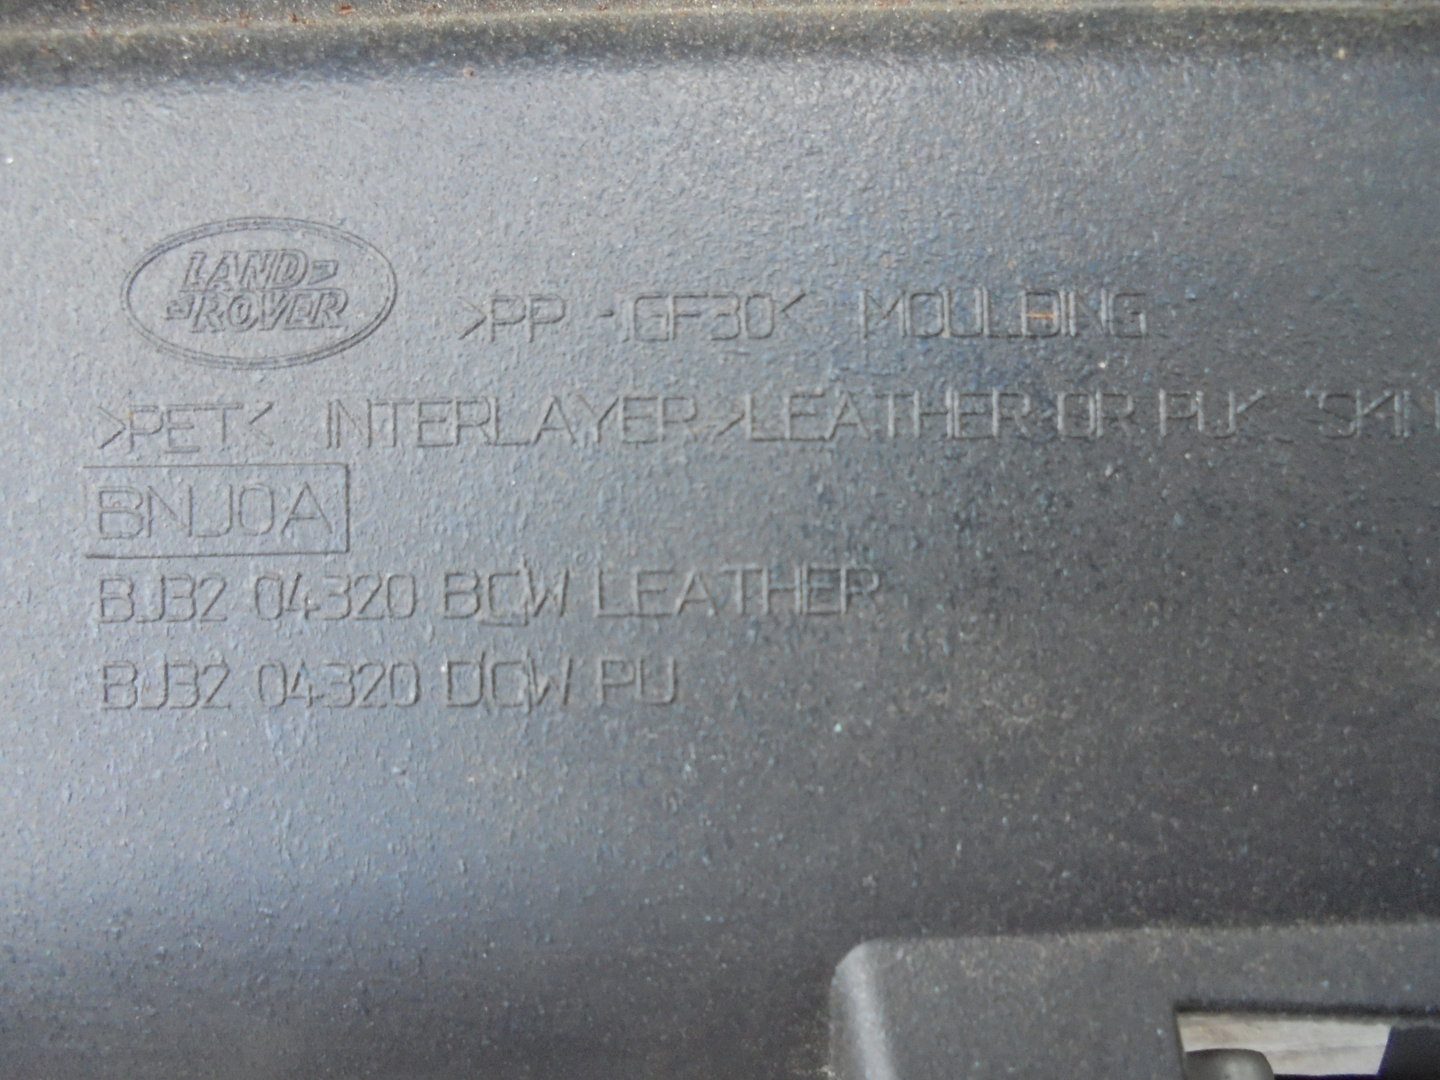 LAND ROVER
>PP - GF30< MOULDING
>PET< INTERLAYER >LEATHER OR PU< SKIN
BNJ0A
BJ32 04320 BCW LEATHER
BJ32 04320 DCW PU